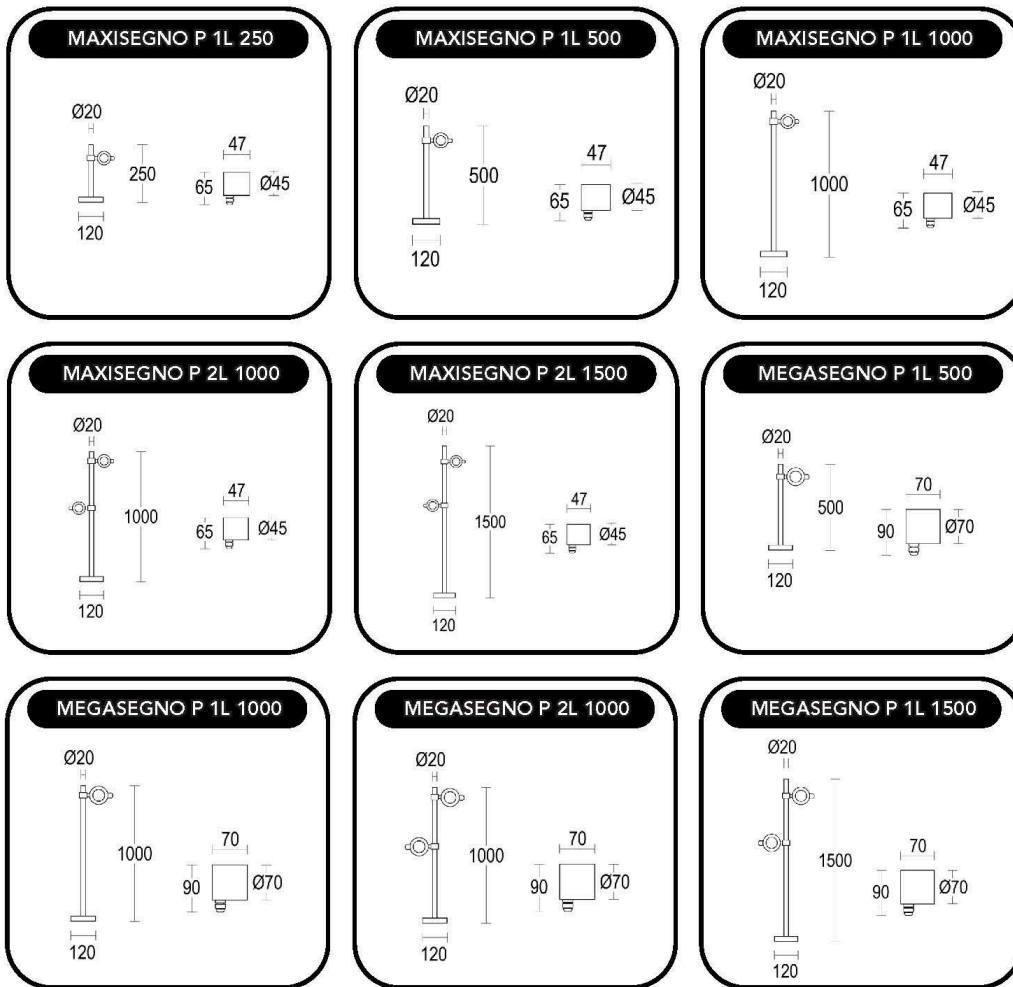 MAXISEGNO P 1L 250
Ø20
47
250
65
Ø45
120
MAXISEGNO P 1L 500
Ø20
47
500
65
Ø45
120
MAXISEGNO P 1L 1000
Ø20
47
1000
65
Ø45
120
MAXISEGNO P 2L 1000
Ø20
47
1000
65
Ø45
120
MAXISEGNO P 2L 1500
Ø20
47
1500
65
Ø45
120
MEGASEGNO P 1L 500
Ø20
70
500
90
Ø70
120
MEGASEGNO P 1L 1000
Ø20
70
1000
90
Ø70
120
MEGASEGNO P 2L 1000
Ø20
70
1000
90
Ø70
120
MEGASEGNO P 1L 1500
Ø20
70
1500
90
Ø70
120